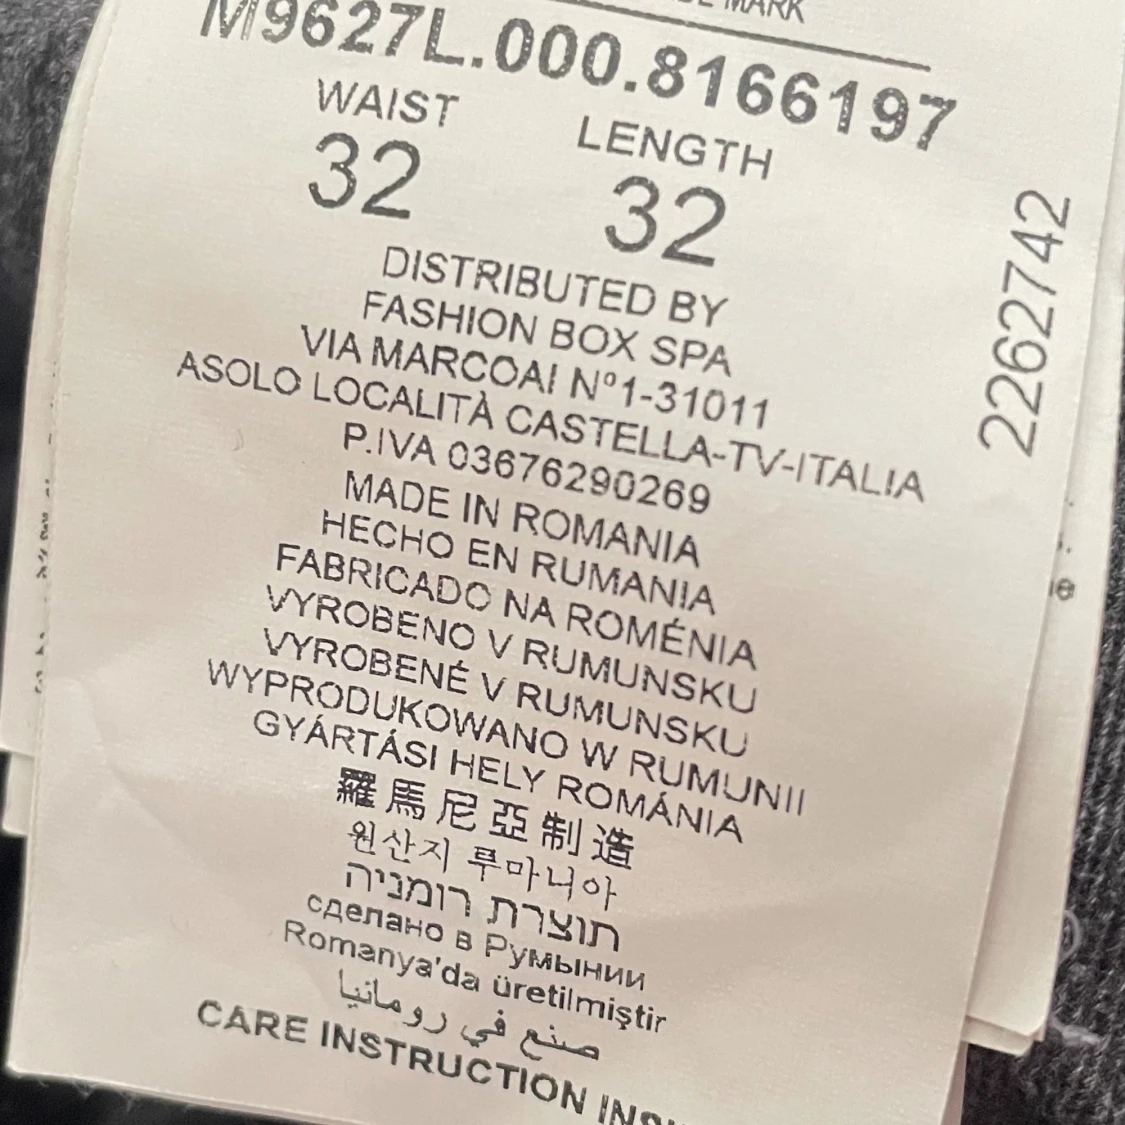 MARK
M9627L.000.8166197
WAIST LENGTH
32 32
2262742
DISTRIBUTED BY
FASHION BOX SPA
VIA MARCOAI Nº1-31011
ASOLO LOCALITÀ CASTELLA-TV-ITALIA
P.IVA 03676290269
MADE IN ROMANIA
HECHO EN RUMANIA
FABRICADO NA ROMÉNIA
VYROBENO V RUMUNSKU
VYROBENÉ V RUMUNSKU
WYPRODUKOWANO W RUMUNII
GYÁRTÁSI HELY ROMÁNIA
羅馬尼亞制造
원산지 루마니아
תוצרת רומניה
сделано в Румынии
Romanya'da üretilmiştir
صنع في رومانيا
CARE INSTRUCTION